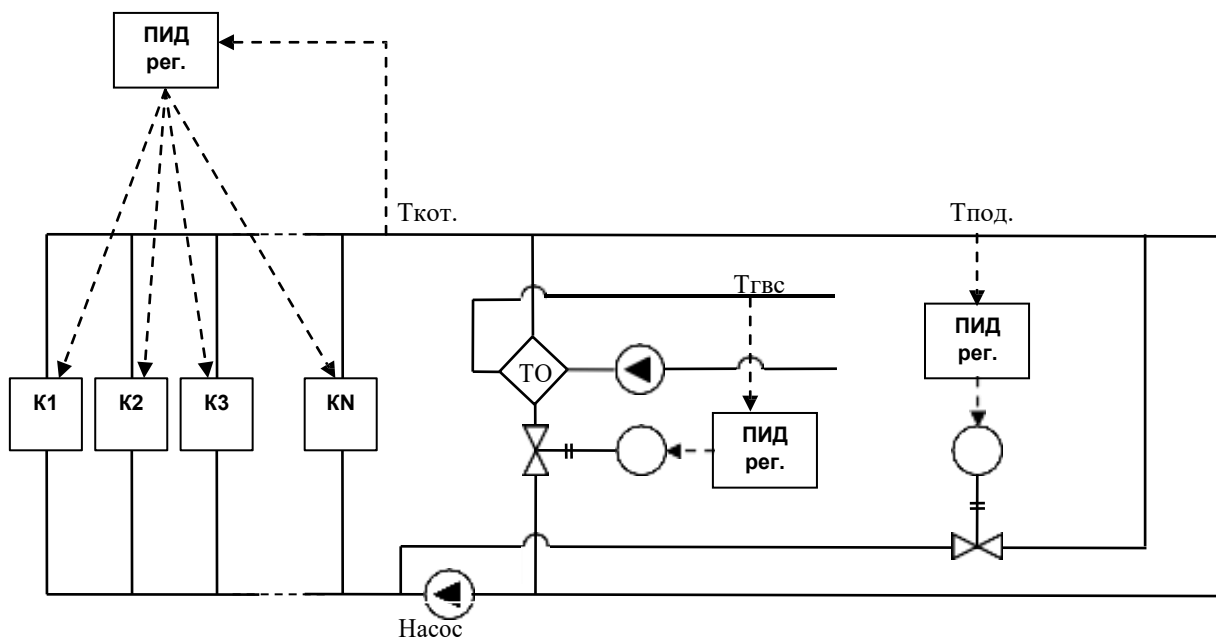 ПИД
рег.
Ткот.
Тпод.
Тгвс
ПИД
рег.
К1
К2
К3
КN
ТО
ПИД
рег.
Насос